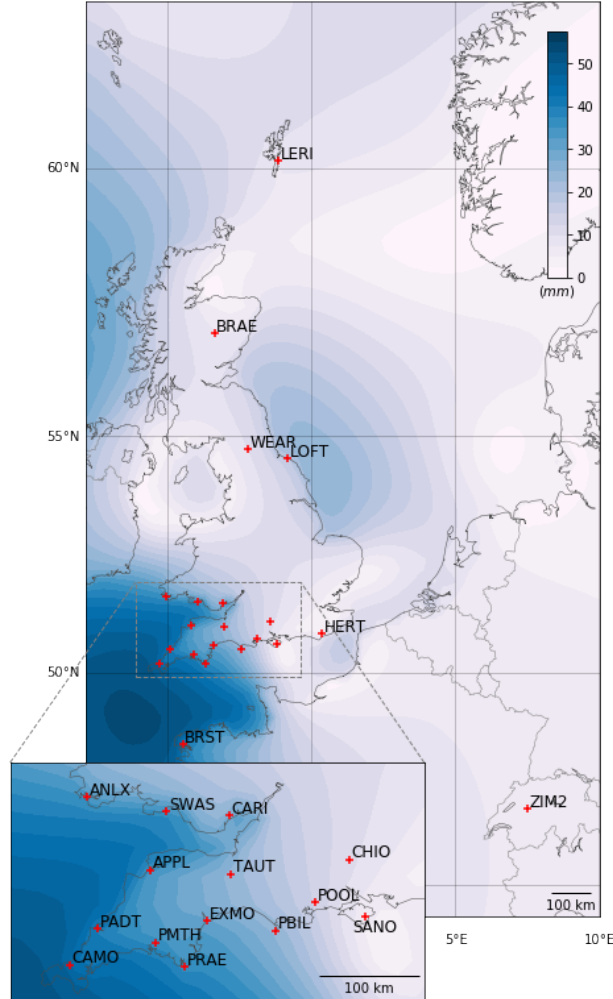 50
40
30
20
10
0
(mm)
60°N
LERI
BRAE
55°N
WEAR
LOFT
HERT
50°N
BRST
ZIM2
100 km
5°E
10°E
ANLX
SWAS
CARI
CHIO
APPL
TAUT
POOL
PADT
EXMO
PBIL
SANO
PMTH
CAMO
PRAE
100 km